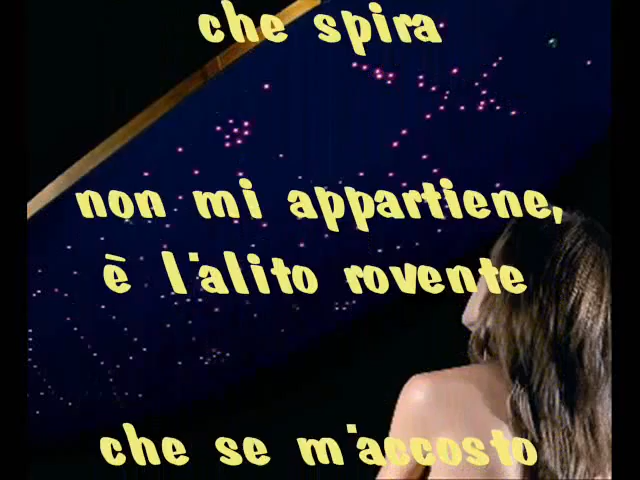 che spira
non mi appartiene,
è l'alito rovente
che se m'accosto